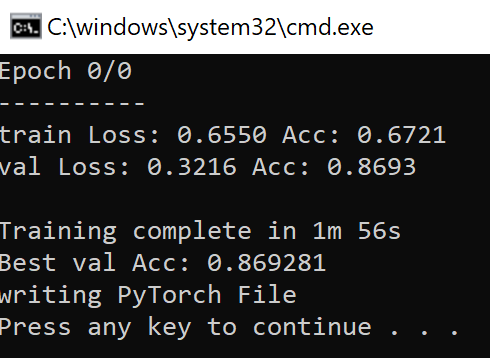 C:\windows\system32\cmd.exe
Epoch 0/0
----------
train Loss: 0.6550 Acc: 0.6721
val Loss: 0.3216 Acc: 0.8693
Training complete in 1m 56s
Best val Acc: 0.869281
writing PyTorch File
Press any key to continue . . .